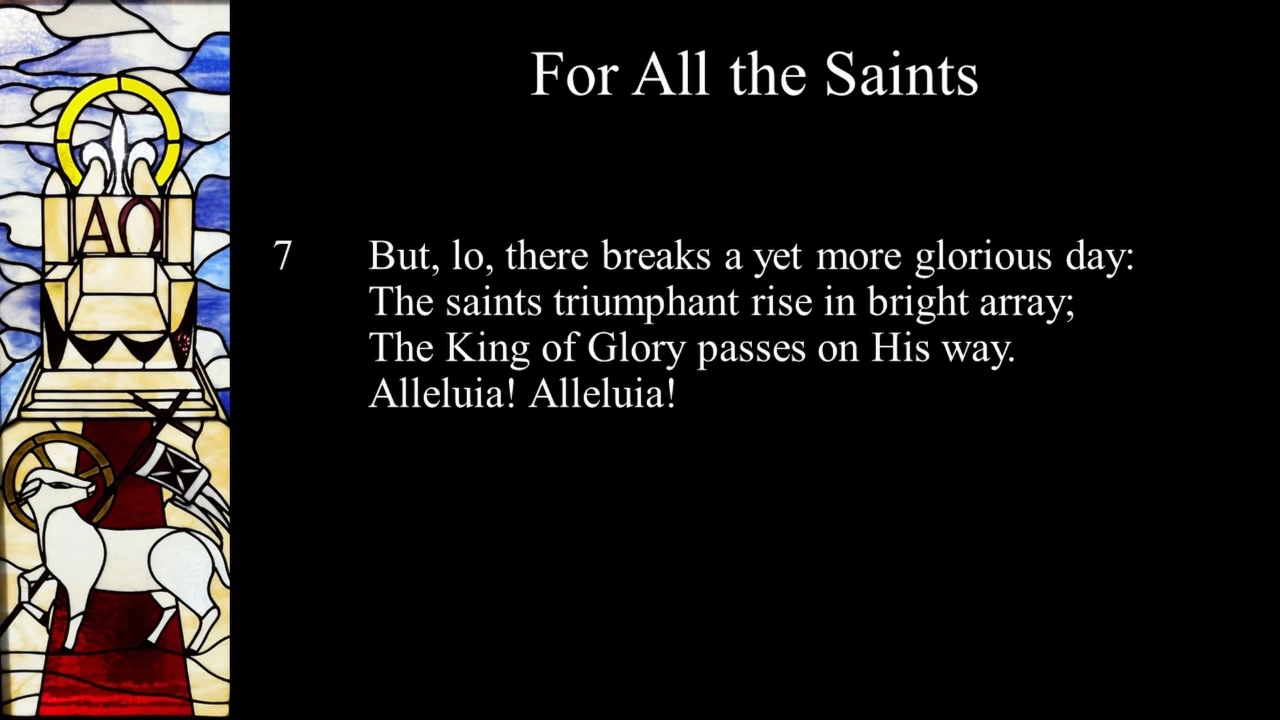 For All the Saints
ΑΩ
7 But, lo, there breaks a yet more glorious day:
The saints triumphant rise in bright array;
The King of Glory passes on His way.
Alleluia! Alleluia!